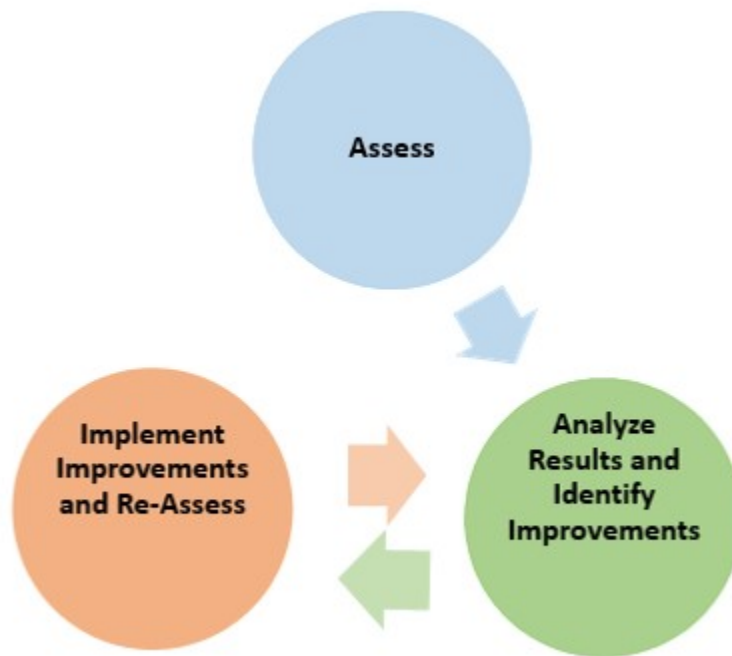 Assess
Implement
Improvements
and Re-Assess
Analyze
Results and
Identify
Improvements